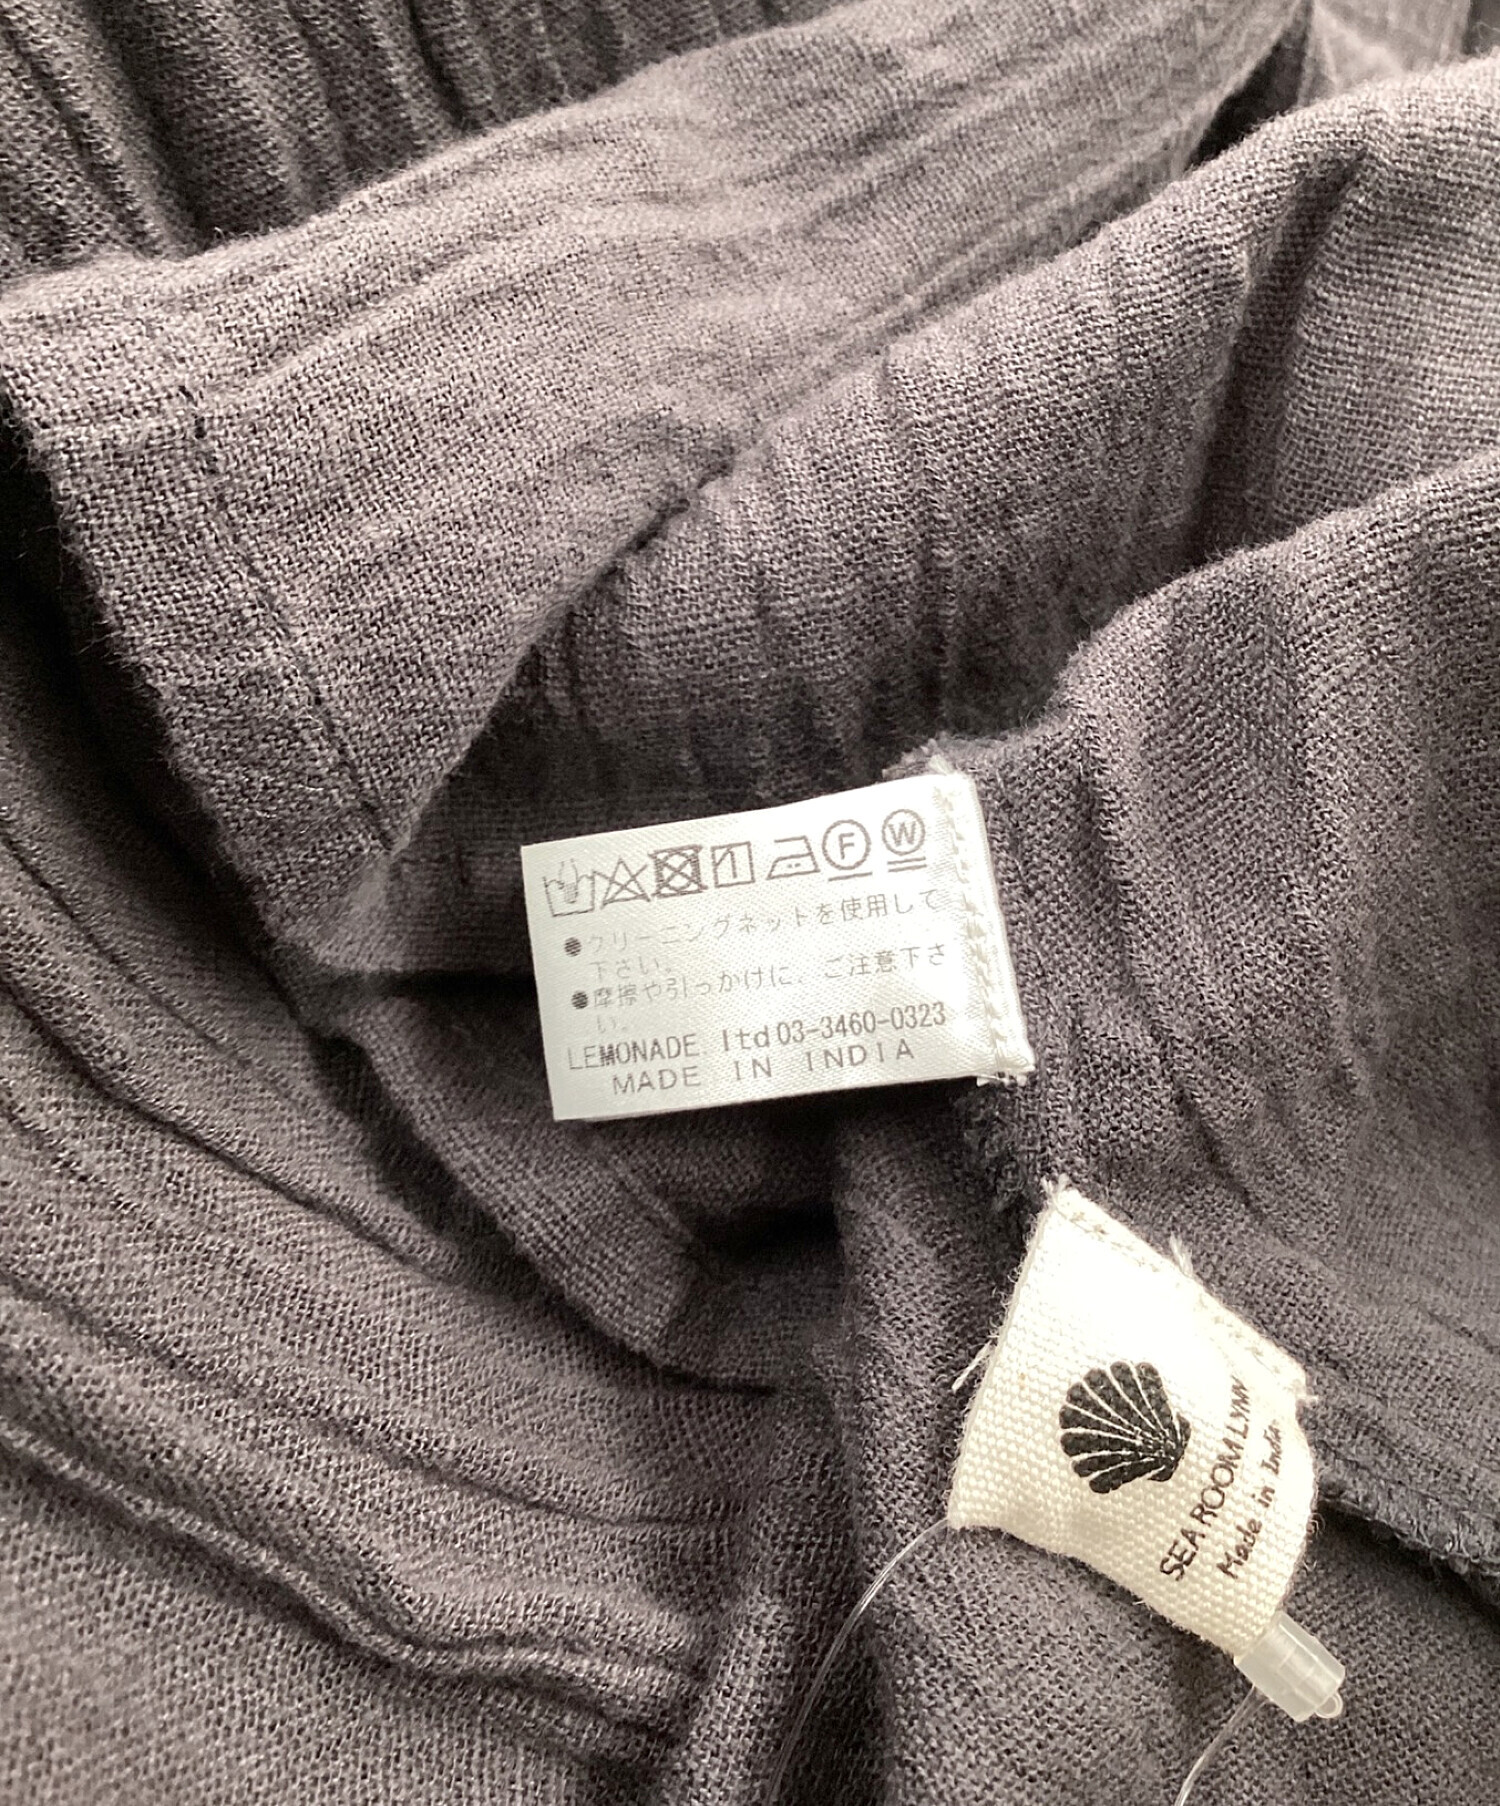 F W
●クリーニングネットを使用して
下さい。
●摩擦や引っかけに、ご注意下さ
い。
LEMONADE. ltd 03-3460-0323
MADE IN INDIA
SEA ROOM LYNN
Made in India